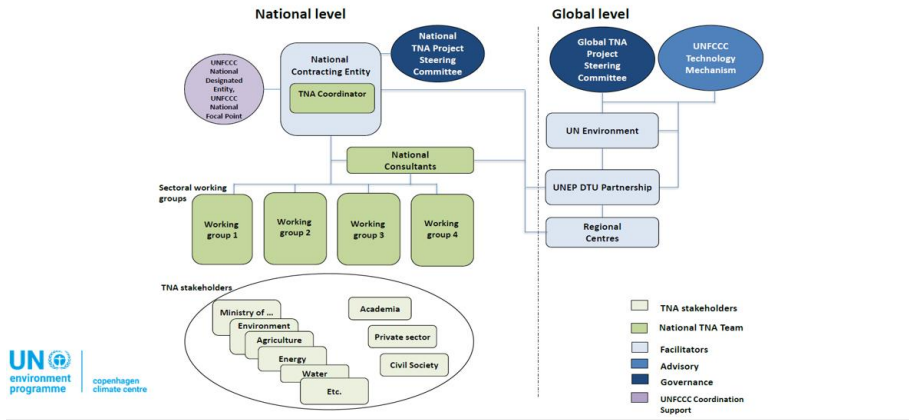 National level
Global level
UNFCCC
National
Designated
Entity,
UNFCCC
National
Focal Point
National
Contracting Entity
TNA Coordinator
National
TNA Project
Steering
Committee
Global TNA
Project
Steering
Committee
UNFCCC
Technology
Mechanism
UN Environment
National
Consultants
UNEP DTU Partnership
Sectoral working
groups
Working
group 1
Working
group 2
Working
group 3
Working
group 4
Regional
Centres
TNA stakeholders
Ministry of ...
Environment
Agriculture
Energy
Water
Etc.
Academia
Private sector
Civil Society
TNA stakeholders
National TNA Team
Facilitators
Advisory
Governance
UNFCCC Coordination
Support
UN
environment
programme
copenhagen
climate centre